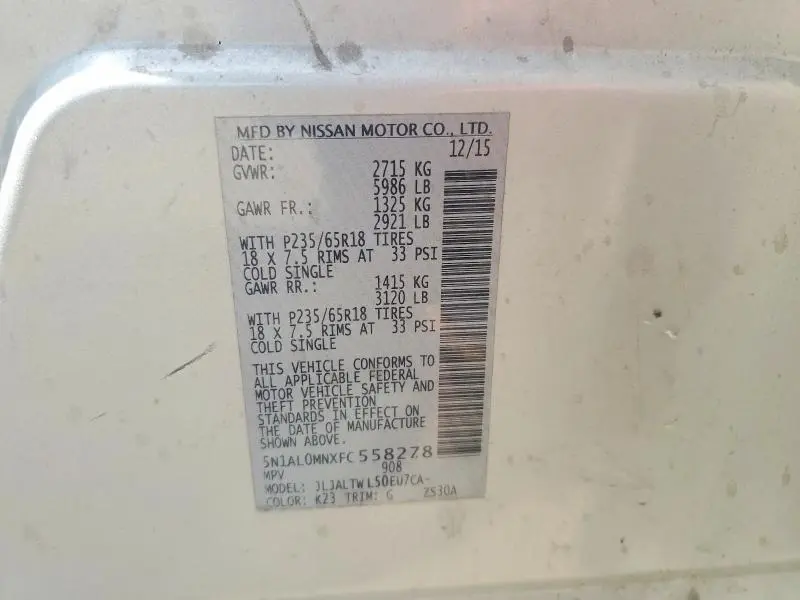 MFD BY NISSAN MOTOR CO., LTD.
DATE: 12/15
GVWR: 2715 KG
5986 LB
GAWR FR.: 1325 KG
2921 LB
WITH P235/65R18 TIRES
18 X 7.5 RIMS AT 33 PSI
COLD SINGLE
GAWR RR.: 1415 KG
3120 LB
WITH P235/65R18 TIRES
18 X 7.5 RIMS AT 33 PSI
COLD SINGLE
THIS VEHICLE CONFORMS TO
ALL APPLICABLE FEDERAL
MOTOR VEHICLE SAFETY AND
THEFT PREVENTION
STANDARDS IN EFFECT ON
THE DATE OF MANUFACTURE
SHOWN ABOVE.
5N1AL0MNXFC 558278
MPV 908
MODEL: JLJALTWL50EU7CA-
COLOR: K23 TRIM: G ZS30A